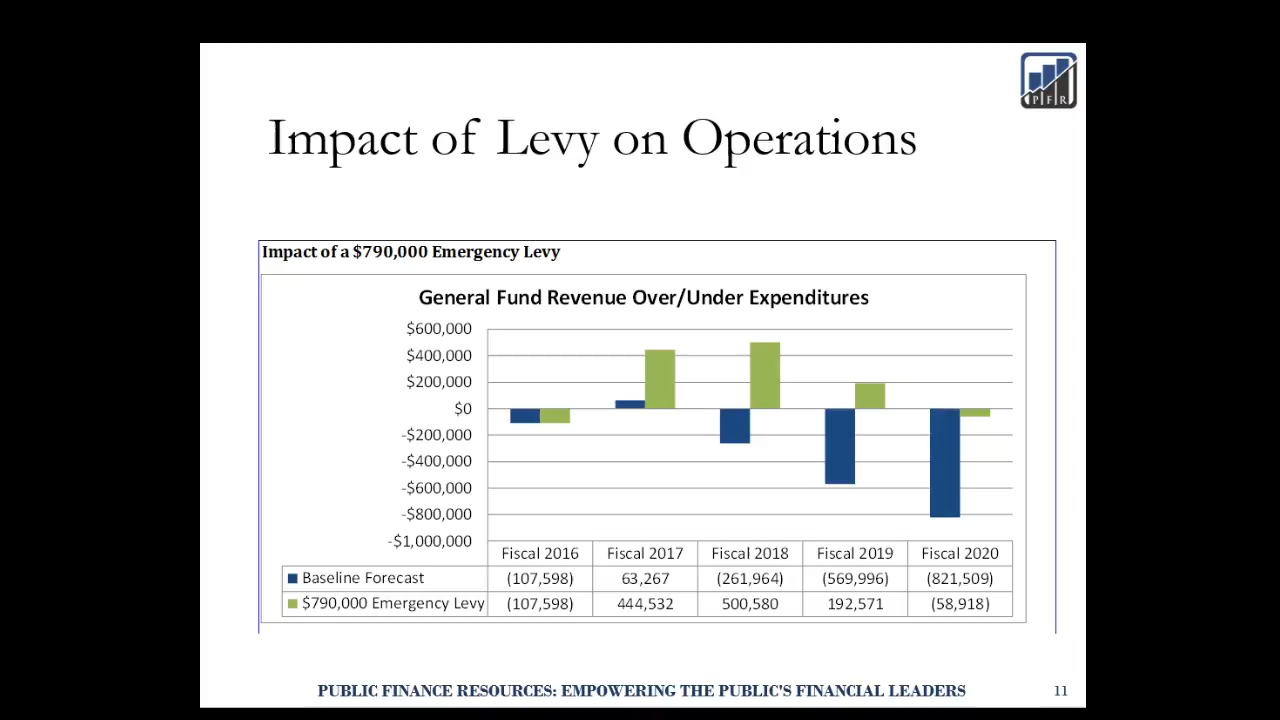 PFR
Impact of Levy on Operations
Impact of a $790,000 Emergency Levy
General Fund Revenue Over/Under Expenditures
$600,000
$400,000
$200,000
$0
-$200,000
-$400,000
-$600,000
-$800,000
-$1,000,000
Fiscal 2016 Fiscal 2017 Fiscal 2018 Fiscal 2019 Fiscal 2020
Baseline Forecast (107,598) 63,267 (261,964) (569,996) (821,509)
$790,000 Emergency Levy (107,598) 444,532 500,580 192,571 (58,918)
PUBLIC FINANCE RESOURCES: EMPOWERING THE PUBLIC'S FINANCIAL LEADERS 11